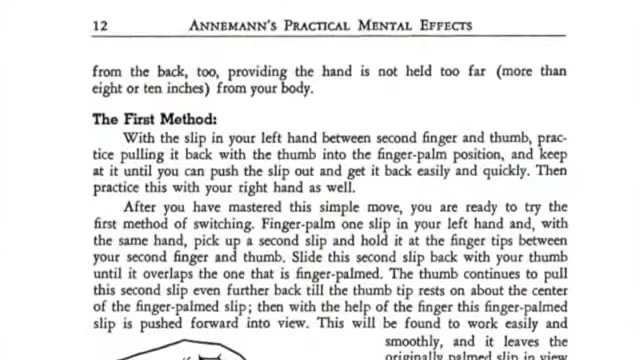 12 ANNEMANN'S PRACTICAL MENTAL EFFECTS
from the back, too, providing the hand is not held too far (more than
eight or ten inches) from your body.
The First Method:
With the slip in your left hand between second finger and thumb, prac-
tice pulling it back with the thumb into the finger-palm position, and keep
at it until you can push the slip out and get it back easily and quickly. Then
practice this with your right hand as well.
After you have mastered this simple move, you are ready to try the
first method of switching. Finger-palm one slip in your left hand and, with
the same hand, pick up a second slip and hold it at the finger tips between
your second finger and thumb. Slide this second slip back with your thumb
until it overlaps the one that is finger-palmed. The thumb continues to pull
this second slip even further back till the thumb tip rests on about the center
of the finger-palmed slip; then with the help of the finger this finger-palmed
slip is pushed forward into view. This will be found to work easily and
smoothly, and it leaves the
originally palmed slip in view